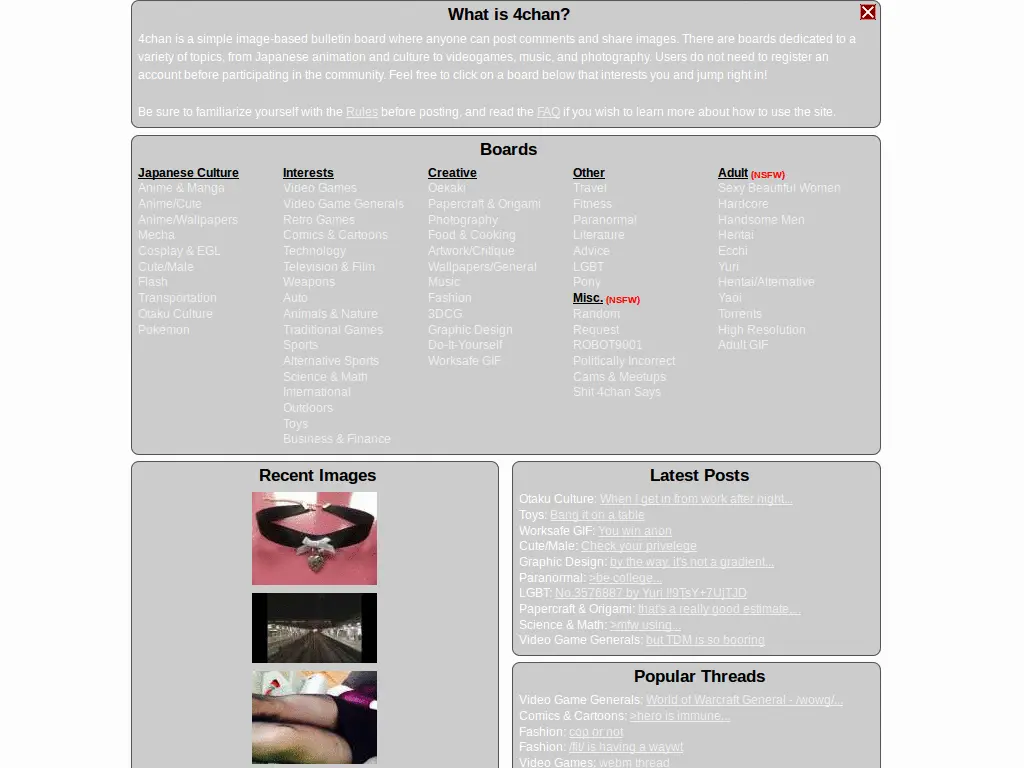 What is 4chan?
4chan is a simple image-based bulletin board where anyone can post comments and share images. There are boards dedicated to a
variety of topics, from Japanese animation and culture to videogames, music, and photography. Users do not need to register an
account before participating in the community. Feel free to click on a board below that interests you and jump right in!
Be sure to familiarize yourself with the Rules before posting, and read the FAQ if you wish to learn more about how to use the site.
Boards
Japanese Culture
Anime & Manga
Anime/Cute
Anime/Wallpapers
Mecha
Cosplay & EGL
Cute/Male
Flash
Transportation
Otaku Culture
Pokémon
Interests
Video Games
Video Game Generals
Retro Games
Comics & Cartoons
Technology
Television & Film
Weapons
Auto
Animals & Nature
Traditional Games
Sports
Alternative Sports
Science & Math
International
Outdoors
Toys
Business & Finance
Creative
Oekaki
Papercraft & Origami
Photography
Food & Cooking
Artwork/Critique
Wallpapers/General
Music
Fashion
3DCG
Graphic Design
Do-It-Yourself
Worksafe GIF
Other
Travel
Fitness
Paranormal
Literature
Advice
LGBT
Pony
Misc. (NSFW)
Random
Request
ROBOT9001
Politically Incorrect
Cams & Meetups
Shit 4chan Says
Adult (NSFW)
Sexy Beautiful Women
Hardcore
Handsome Men
Hentai
Ecchi
Yuri
Hentai/Alternative
Yaoi
Torrents
High Resolution
Adult GIF
Recent Images
Latest Posts
Otaku Culture: When I get in from work after night...
Toys: Bang it on a table
Worksafe GIF: You win anon
Cute/Male: Check your privelege
Graphic Design: by the way, it's not a gradient...
Paranormal: >be college...
LGBT: No.3576887 by Yuri !!9TsY+7UjTJD
Papercraft & Origami: that's a really good estimate...
Science & Math: >mfw using...
Video Game Generals: but TDM is so booring
Popular Threads
Video Game Generals: World of Warcraft General - /wowg/...
Comics & Cartoons: >hero is immune...
Fashion: cop or not
Fashion: /fit/ is having a waywt
Video Games: webm thread